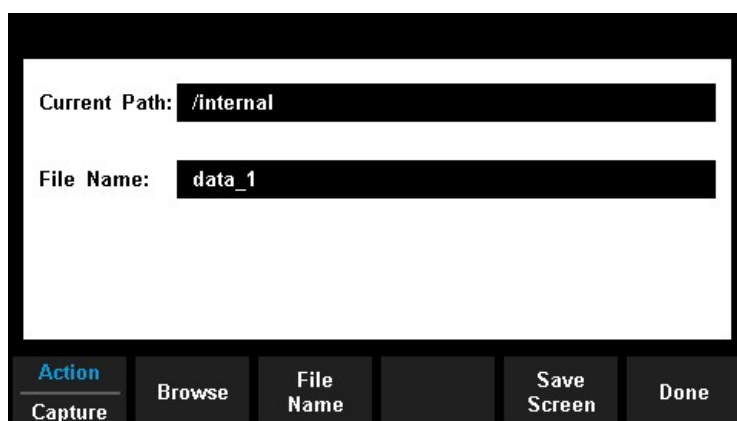 Current Path: /internal
File Name: data_1
Action
Capture
Browse
File
Name
Save
Screen
Done